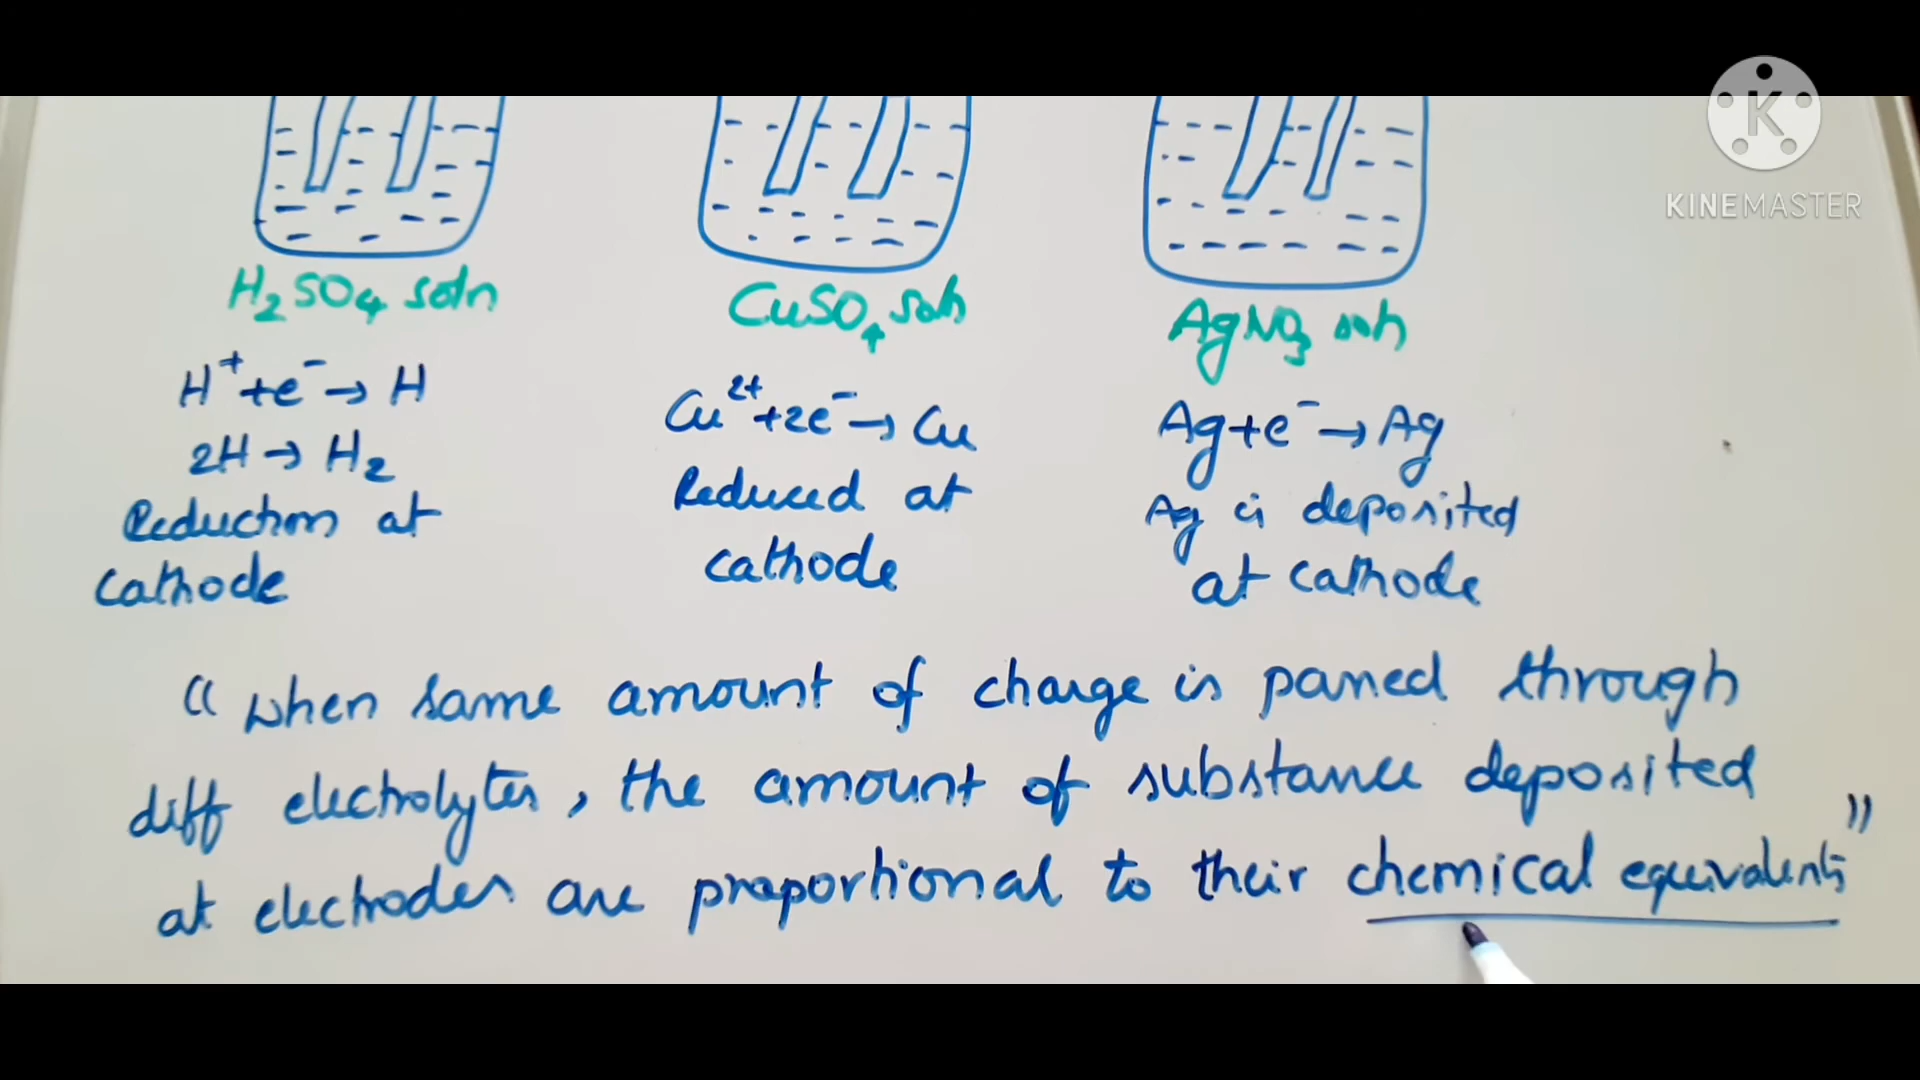 K
KINEMASTER
H₂SO₄ soln
CuSO₄ soln
AgNO₃ soln
H⁺+e⁻→H
2H→H₂
Reduction at
cathode
Cu²⁺+2e⁻→Cu
Reduced at
cathode
Ag+e⁻→Ag
Ag is deposited
at cathode
"when same amount of charge is passed through
diff electrolytes, the amount of substance deposited
at electrodes are proportional to their chemical equivalents"